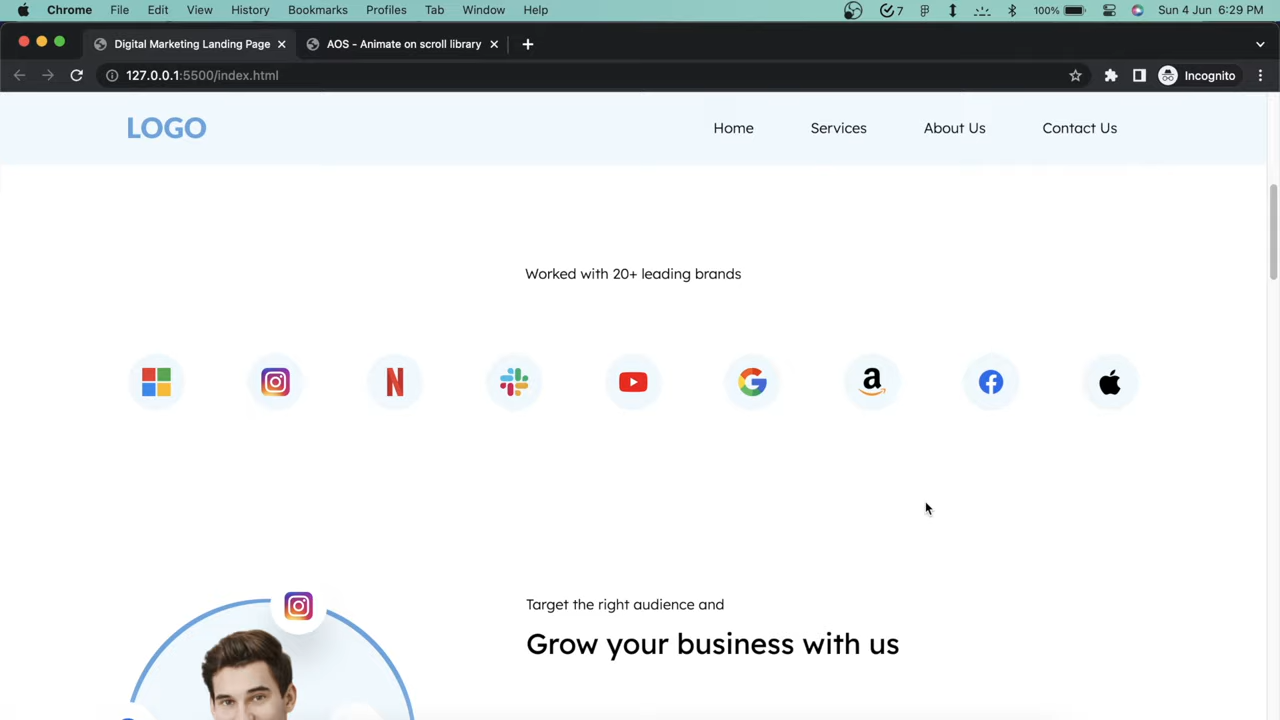 Chrome File Edit View History Bookmarks Profiles Tab Window Help 7 100% Sun 4 Jun 6:29 PM
Digital Marketing Landing Page AOS - Animate on scroll library
127.0.0.1:5500/index.html Incognito
LOGO Home Services About Us Contact Us
Worked with 20+ leading brands
Target the right audience and
Grow your business with us